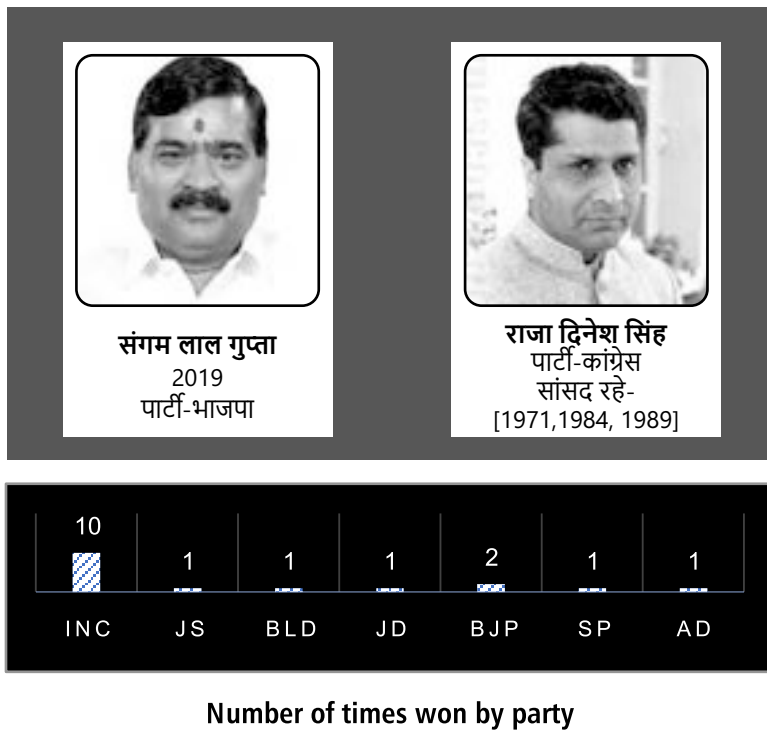 संगम लाल गुप्ता
2019
पार्टी-भाजपा
राजा दिनेश सिंह
पार्टी-कांग्रेस
सांसद रहे-
[1971,1984, 1989]
10 1 1 1 2 1 1
INC JS BLD JD BJP SP AD
Number of times won by party